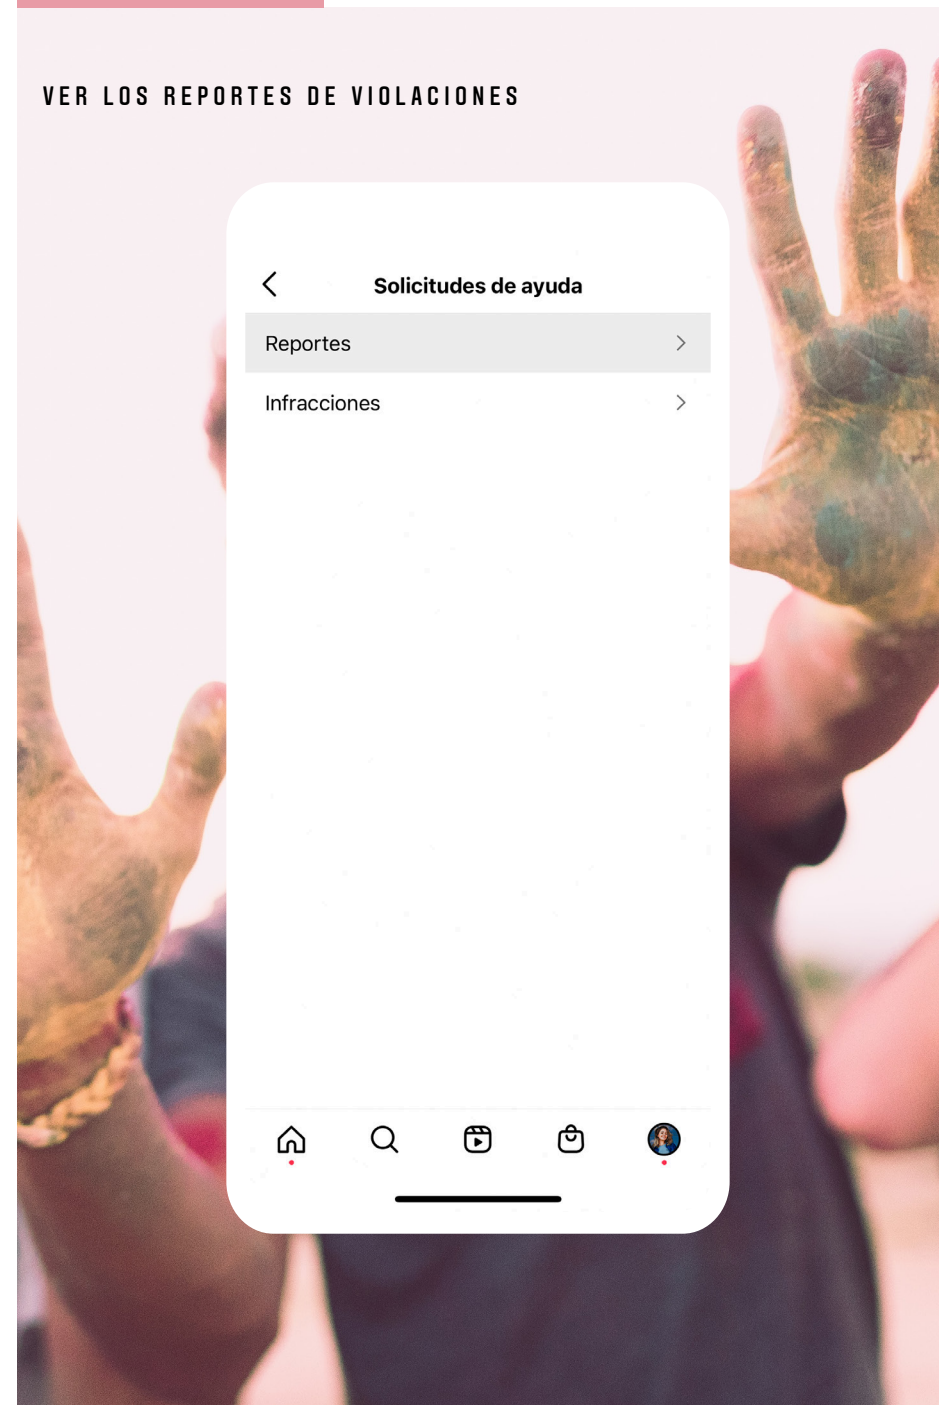 VER LOS REPORTES DE VIOLACIONES
Solicitudes de ayuda
Reportes
Infracciones